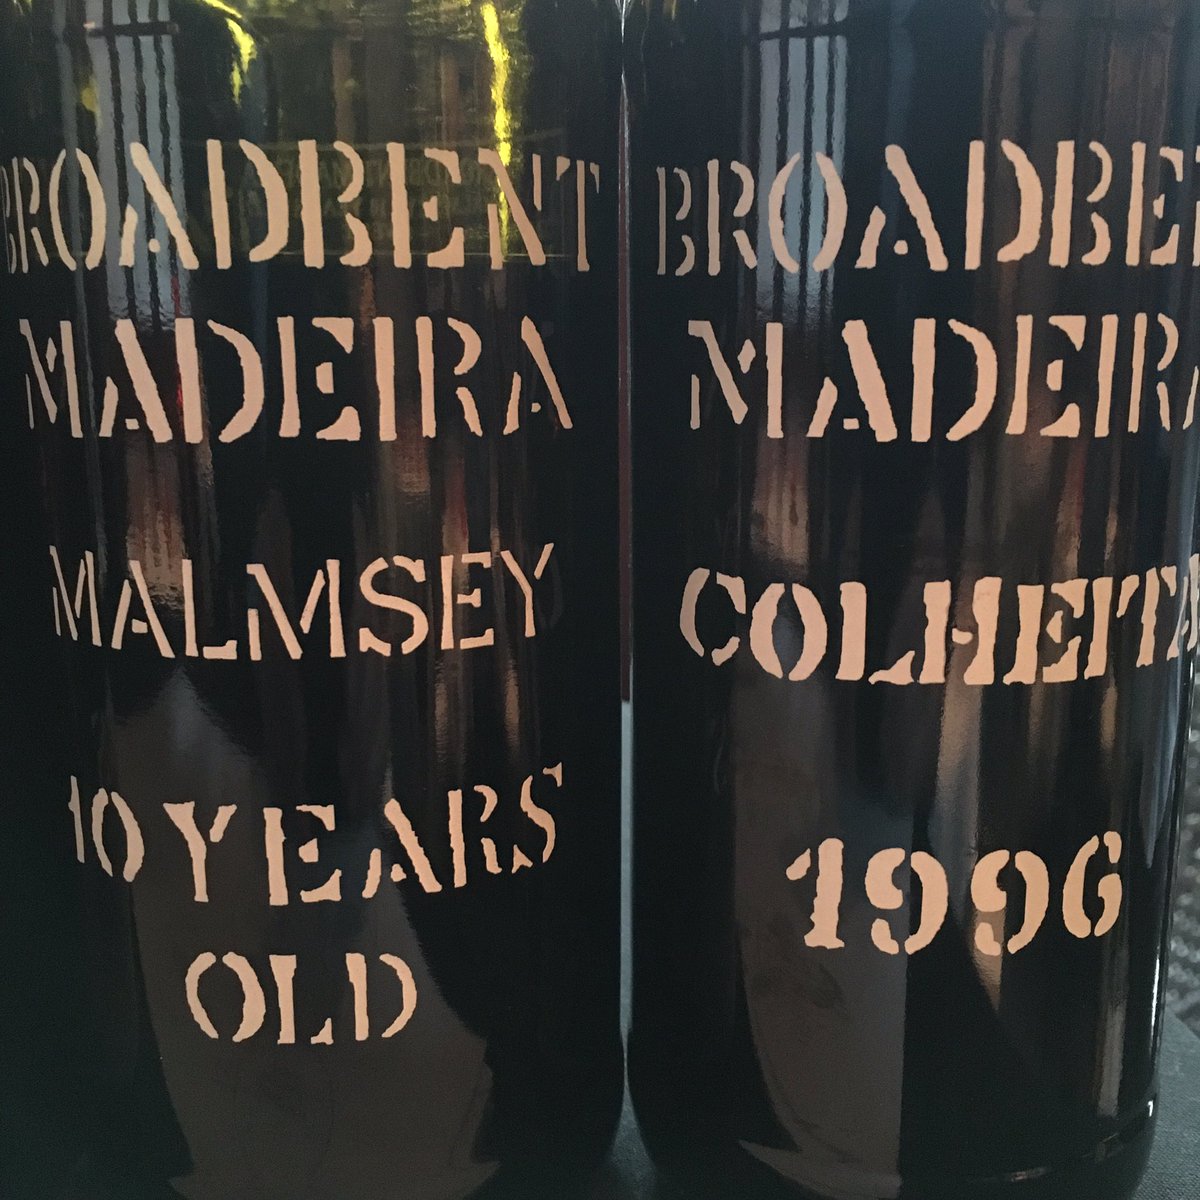 BROADBENT
MADEIRA
MALMSEY
10 YEARS
OLD
BROADBE
MADEIRA
COLHEITA
1996